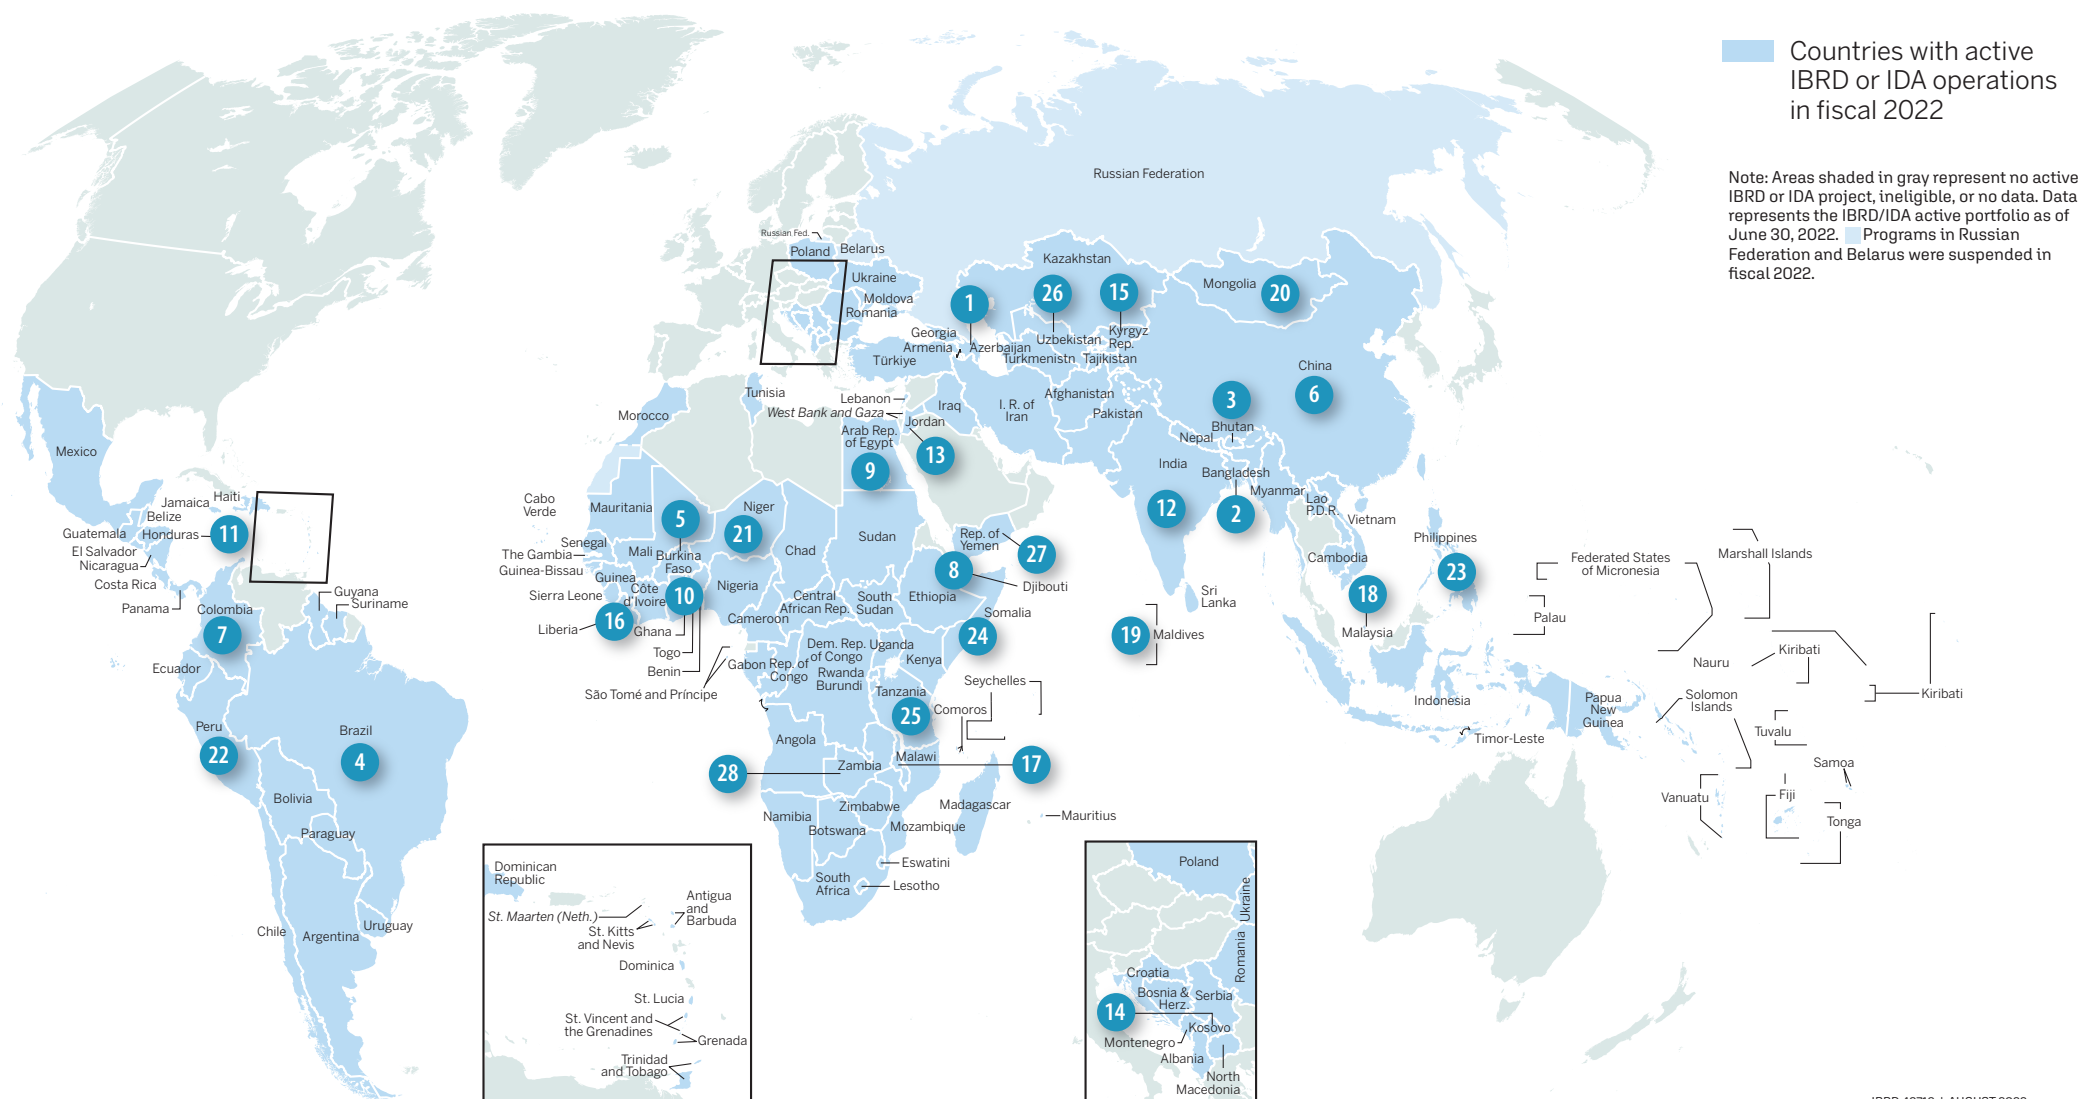 Countries with active
IBRD or IDA operations
in fiscal 2022
Note: Areas shaded in gray represent no active
IBRD or IDA project, ineligible, or no data. Data
represents the IBRD/IDA active portfolio as of
June 30, 2022. Programs in Russian
Federation and Belarus were suspended in
fiscal 2022.
Russian Federation
Russian Fed.
Poland
Belarus
Ukraine
Moldova
Romania
Georgia
Armenia
Azerbaijan
Türkiye
1
Kazakhstan
26
15
Uzbekistan
Kyrgyz
Rep.
Turkmenistn
Tajikistan
Mongolia
20
China
6
3
Bhutan
Nepal
Afghanistan
Pakistan
I. R. of
Iran
Iraq
Lebanon
West Bank and Gaza
Jordan
13
Arab Rep.
of Egypt
9
Tunisia
Morocco
India
12
Bangladesh
2
Myanmar
Lao
P.D.R.
Vietnam
Cambodia
Philippines
23
18
Malaysia
Sri
Lanka
19
Maldives
Indonesia
Timor-Leste
Papua
New
Guinea
Federated States
of Micronesia
Marshall Islands
Palau
Nauru
Kiribati
Kiribati
Solomon
Islands
Tuvalu
Samoa
Vanuatu
Fiji
Tonga
Mexico
Jamaica
Haiti
Belize
Guatemala
Honduras
11
El Salvador
Nicaragua
Costa Rica
Panama
Guyana
Suriname
Colombia
7
Ecuador
Peru
22
Brazil
4
Bolivia
Paraguay
Chile
Argentina
Uruguay
Cabo
Verde
Mauritania
5
Niger
21
Senegal
The Gambia
Guinea-Bissau
Mali
Burkina
Faso
Guinea
Sierra Leone
Côte
d'Ivoire
10
Liberia
16
Ghana
Togo
Benin
São Tomé and Príncipe
Nigeria
Cameroon
Chad
Sudan
Central
African Rep.
South
Sudan
Ethiopia
8
Djibouti
Rep. of
Yemen
27
Somalia
24
Gabon
Rep. of
Congo
Dem. Rep.
of Congo
Uganda
Kenya
Rwanda
Burundi
Tanzania
25
Seychelles
Comoros
Angola
28
Zambia
Malawi
17
Zimbabwe
Namibia
Botswana
Mozambique
Madagascar
Mauritius
Eswatini
Lesotho
South
Africa
Dominican
Republic
St. Maarten (Neth.)
Antigua
and
Barbuda
St. Kitts
and Nevis
Dominica
St. Lucia
St. Vincent and
the Grenadines
Grenada
Trinidad
and Tobago
Poland
Ukraine
Romania
Croatia
Bosnia &
Herz.
Serbia
14
Kosovo
Montenegro
Albania
North
Macedonia